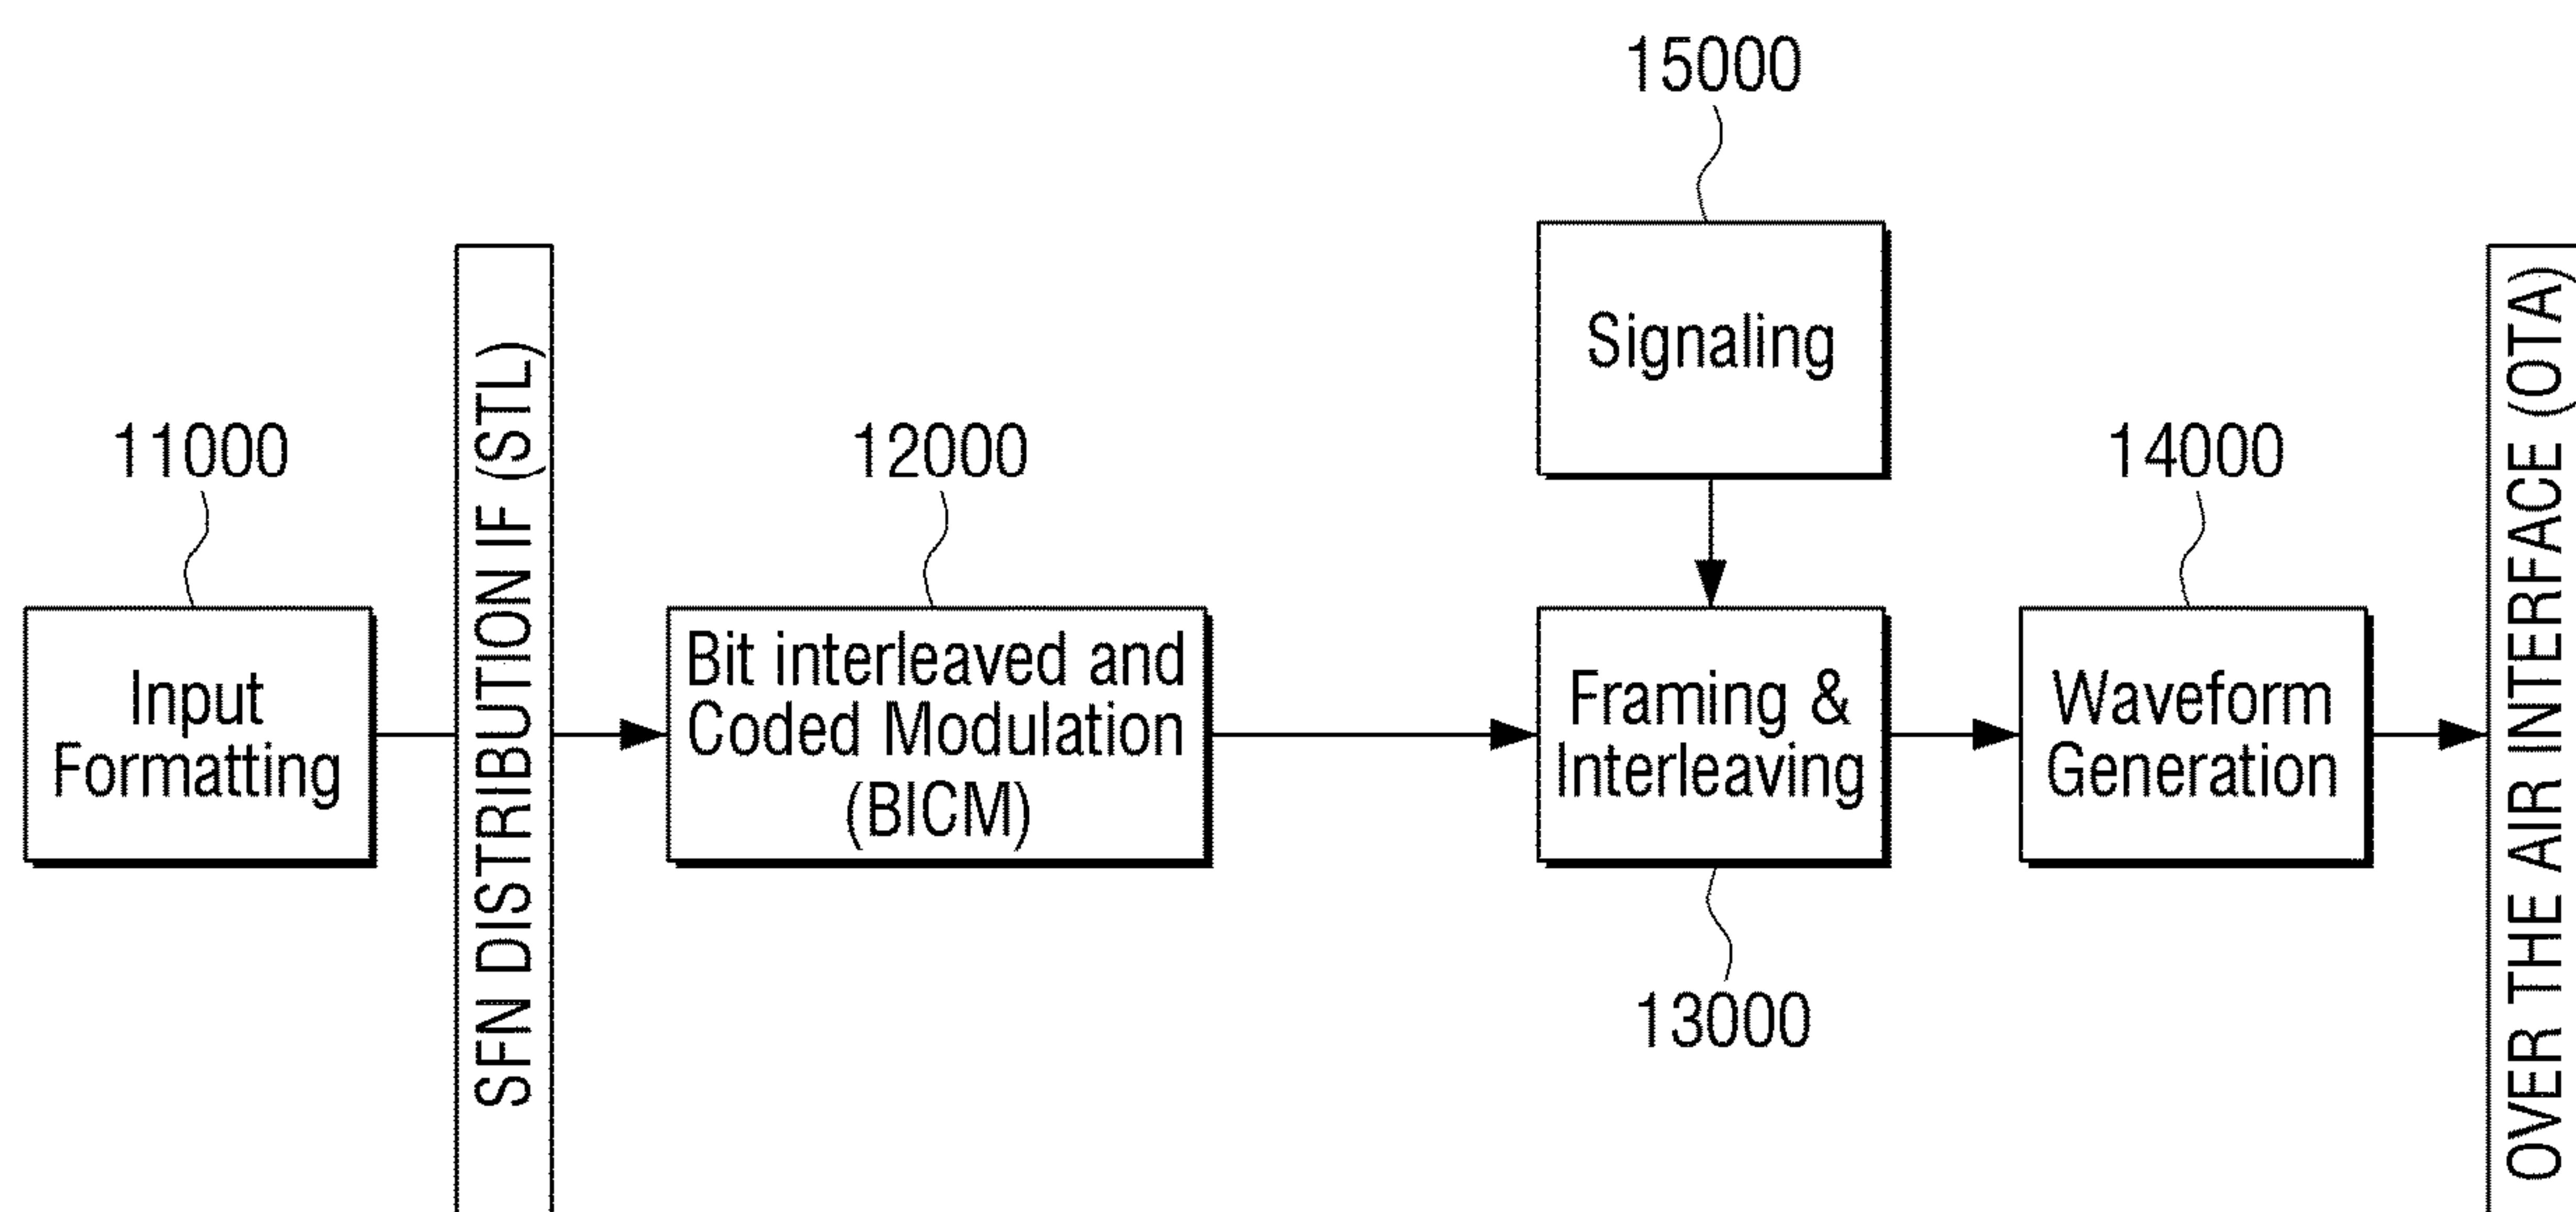 15000
Signaling
11000
12000
14000
Input
Formatting
SFN DISTRIBUTION IF (STL)
Bit interleaved and
Coded Modulation
(BICM)
Framing &
Interleaving
Waveform
Generation
OVER THE AIR INTERFACE (OTA)
13000